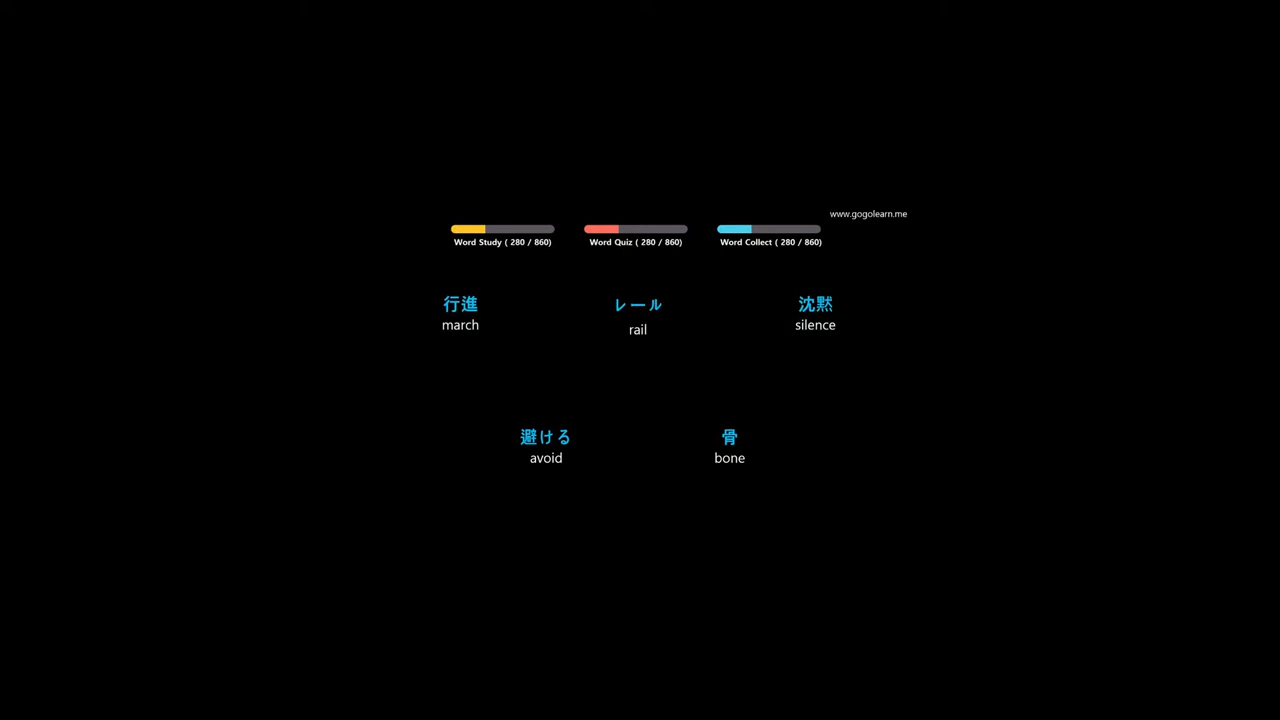 www.gogolearn.me
Word Study ( 280 / 860) Word Quiz ( 280 / 860) Word Collect ( 280 / 860)
行進 レール 沈黙
march rail silence
避ける 骨
avoid bone